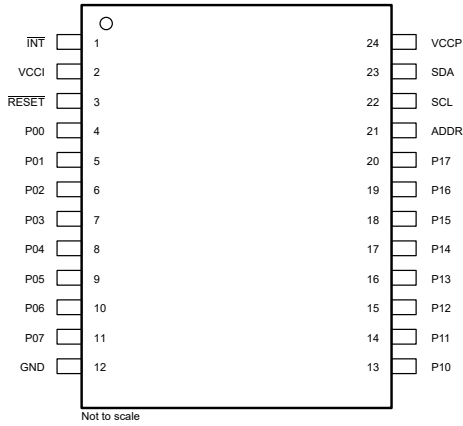 INT 1 24 VCCP
VCCI 2 23 SDA
RESET 3 22 SCL
P00 4 21 ADDR
P01 5 20 P17
P02 6 19 P16
P03 7 18 P15
P04 8 17 P14
P05 9 16 P13
P06 10 15 P12
P07 11 14 P11
GND 12 13 P10
Not to scale